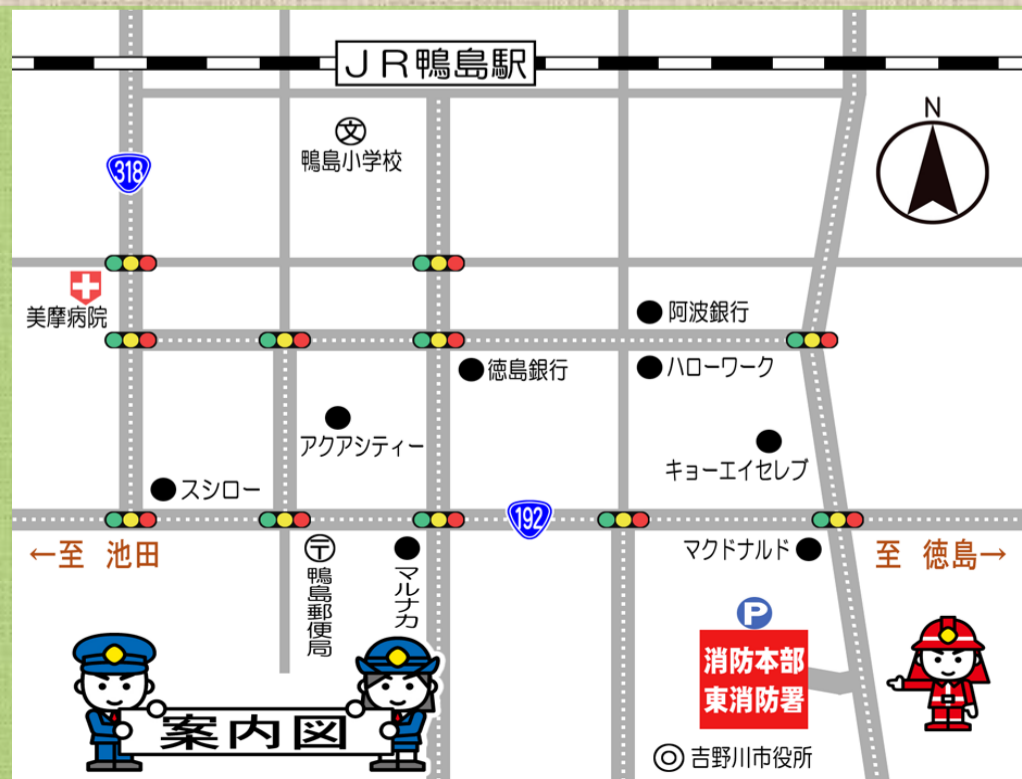 JR鴨島駅
N
文
鴨島小学校
318
美摩病院
阿波銀行
徳島銀行
ハローワーク
アクアシティー
キョーエイセレブ
スシロー
192
←至 池田
〒
鴨島郵便局
マルナカ
マクドナルド
至 徳島→
P
消防本部
東消防署
案内図
吉野川市役所